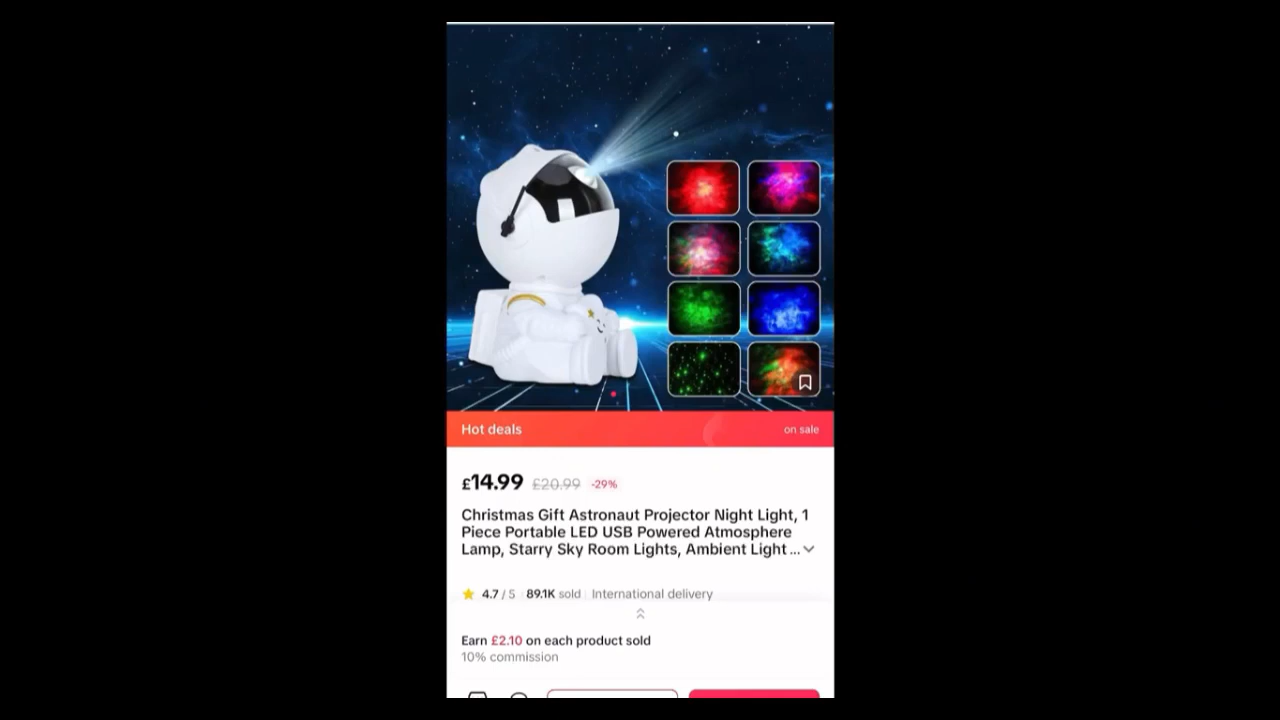 Hot deals
on sale
£14.99 £20.99 -29%
Christmas Gift Astronaut Projector Night Light, 1
Piece Portable LED USB Powered Atmosphere
Lamp, Starry Sky Room Lights, Ambient Light ...
4.7 / 5 89.1K sold International delivery
Earn £2.10 on each product sold
10% commission